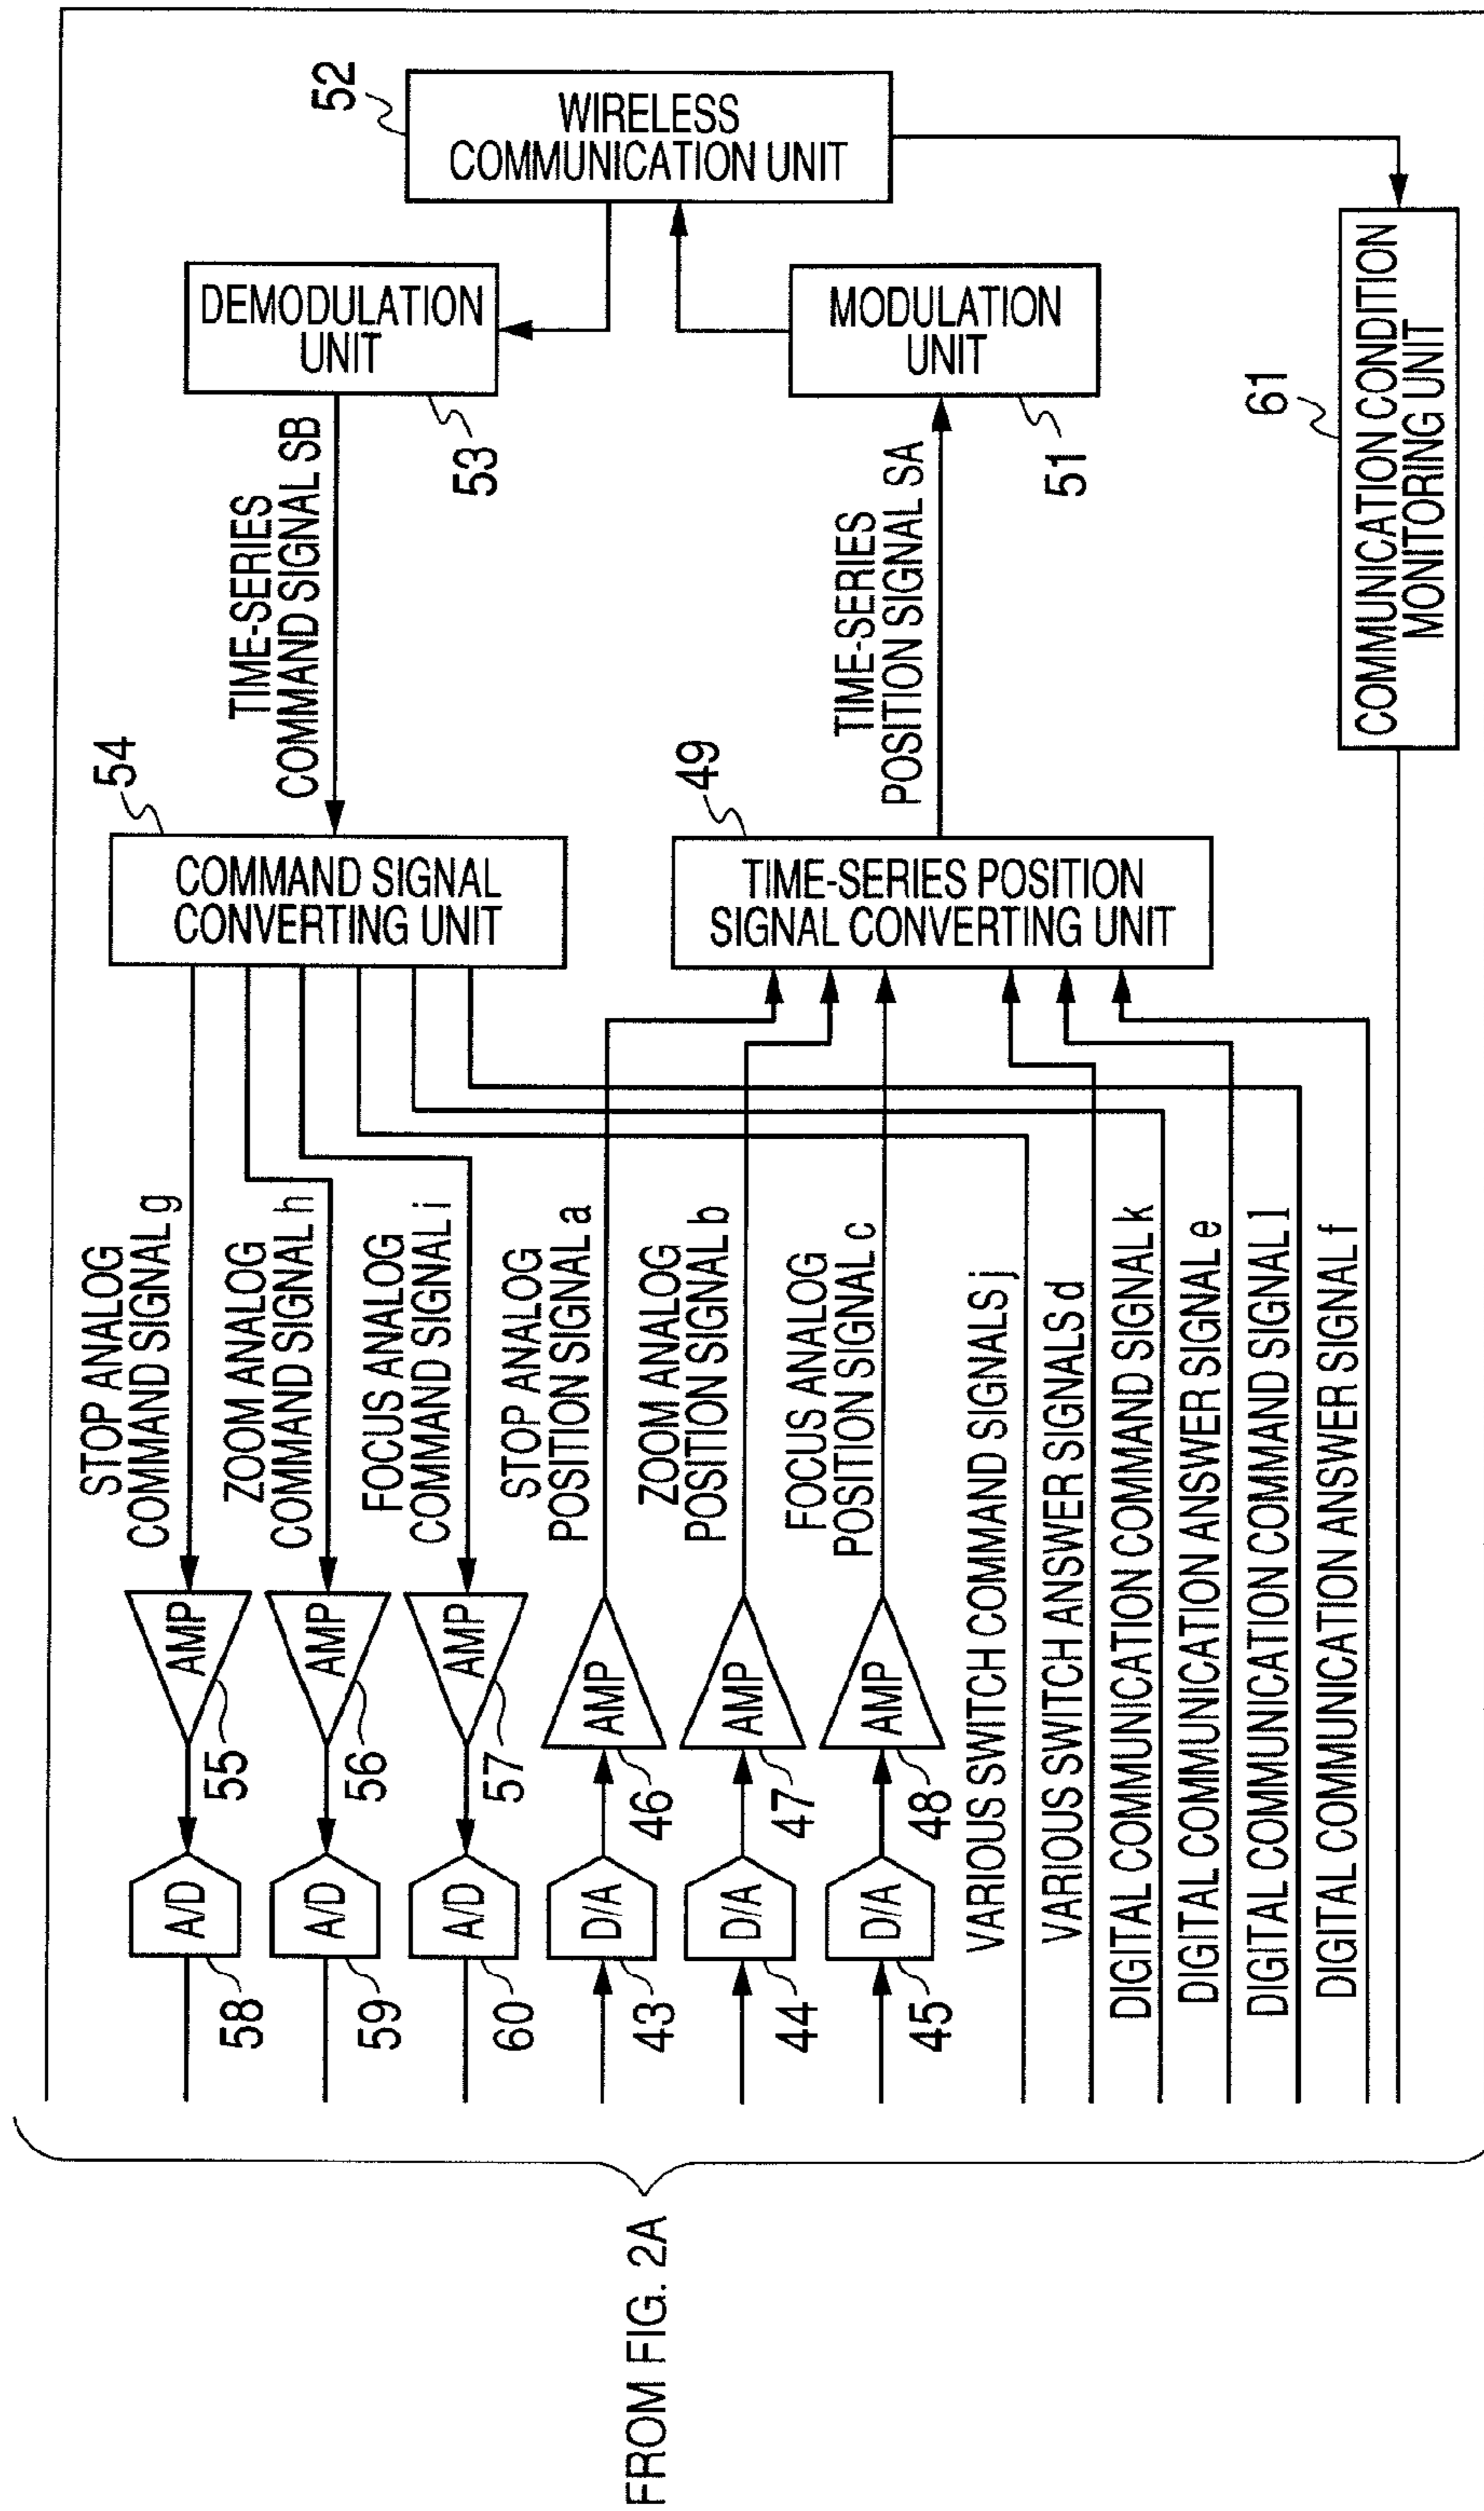 FROM FIG. 2A
58
A/D
55
AMP
STOP ANALOG
COMMAND SIGNAL g
59
A/D
56
AMP
ZOOM ANALOG
COMMAND SIGNAL h
60
A/D
57
AMP
FOCUS ANALOG
COMMAND SIGNAL i
43
D/A
46
AMP
STOP ANALOG
POSITION SIGNAL a
44
D/A
47
AMP
ZOOM ANALOG
POSITION SIGNAL b
45
D/A
48
AMP
FOCUS ANALOG
POSITION SIGNAL c
VARIOUS SWITCH COMMAND SIGNALS j
VARIOUS SWITCH ANSWER SIGNALS d
DIGITAL COMMUNICATION COMMAND SIGNAL k
DIGITAL COMMUNICATION ANSWER SIGNAL e
DIGITAL COMMUNICATION COMMAND SIGNAL l
DIGITAL COMMUNICATION ANSWER SIGNAL f
54
COMMAND SIGNAL
CONVERTING UNIT
49
TIME-SERIES POSITION
SIGNAL CONVERTING UNIT
TIME-SERIES
COMMAND SIGNAL SB
TIME-SERIES
POSITION SIGNAL SA
53
DEMODULATION
UNIT
51
MODULATION
UNIT
52
WIRELESS
COMMUNICATION UNIT
61
COMMUNICATION CONDITION
MONITORING UNIT